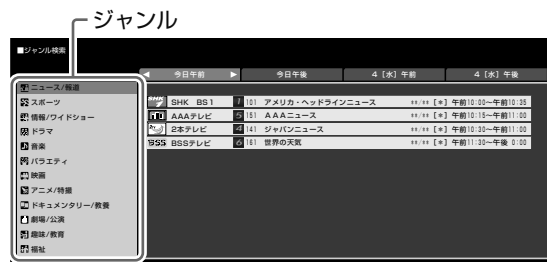 ジャンル
■ジャンル検索
◀ 今日午前 ▶ 今日午後 4 [水] 午前 4 [水] 午後
ニュース/報道
スポーツ
情報/ワイドショー
ドラマ
音楽
バラエティ
映画
アニメ/特撮
ドキュメンタリー/教養
劇場/公演
趣味/教育
福祉
SHK SHK BS1 1 101 アメリカ・ヘッドラインニュース **/** [*] 午前10:00〜午前10:35
AAAテレビ 5 151 AAAニュース **/** [*] 午前10:15〜午前11:00
2本テレビ 4 141 ジャパンニュース **/** [*] 午前10:30〜午前11:00
BSS BSSテレビ 6 161 世界の天気 **/** [*] 午前11:30〜午後 0:00